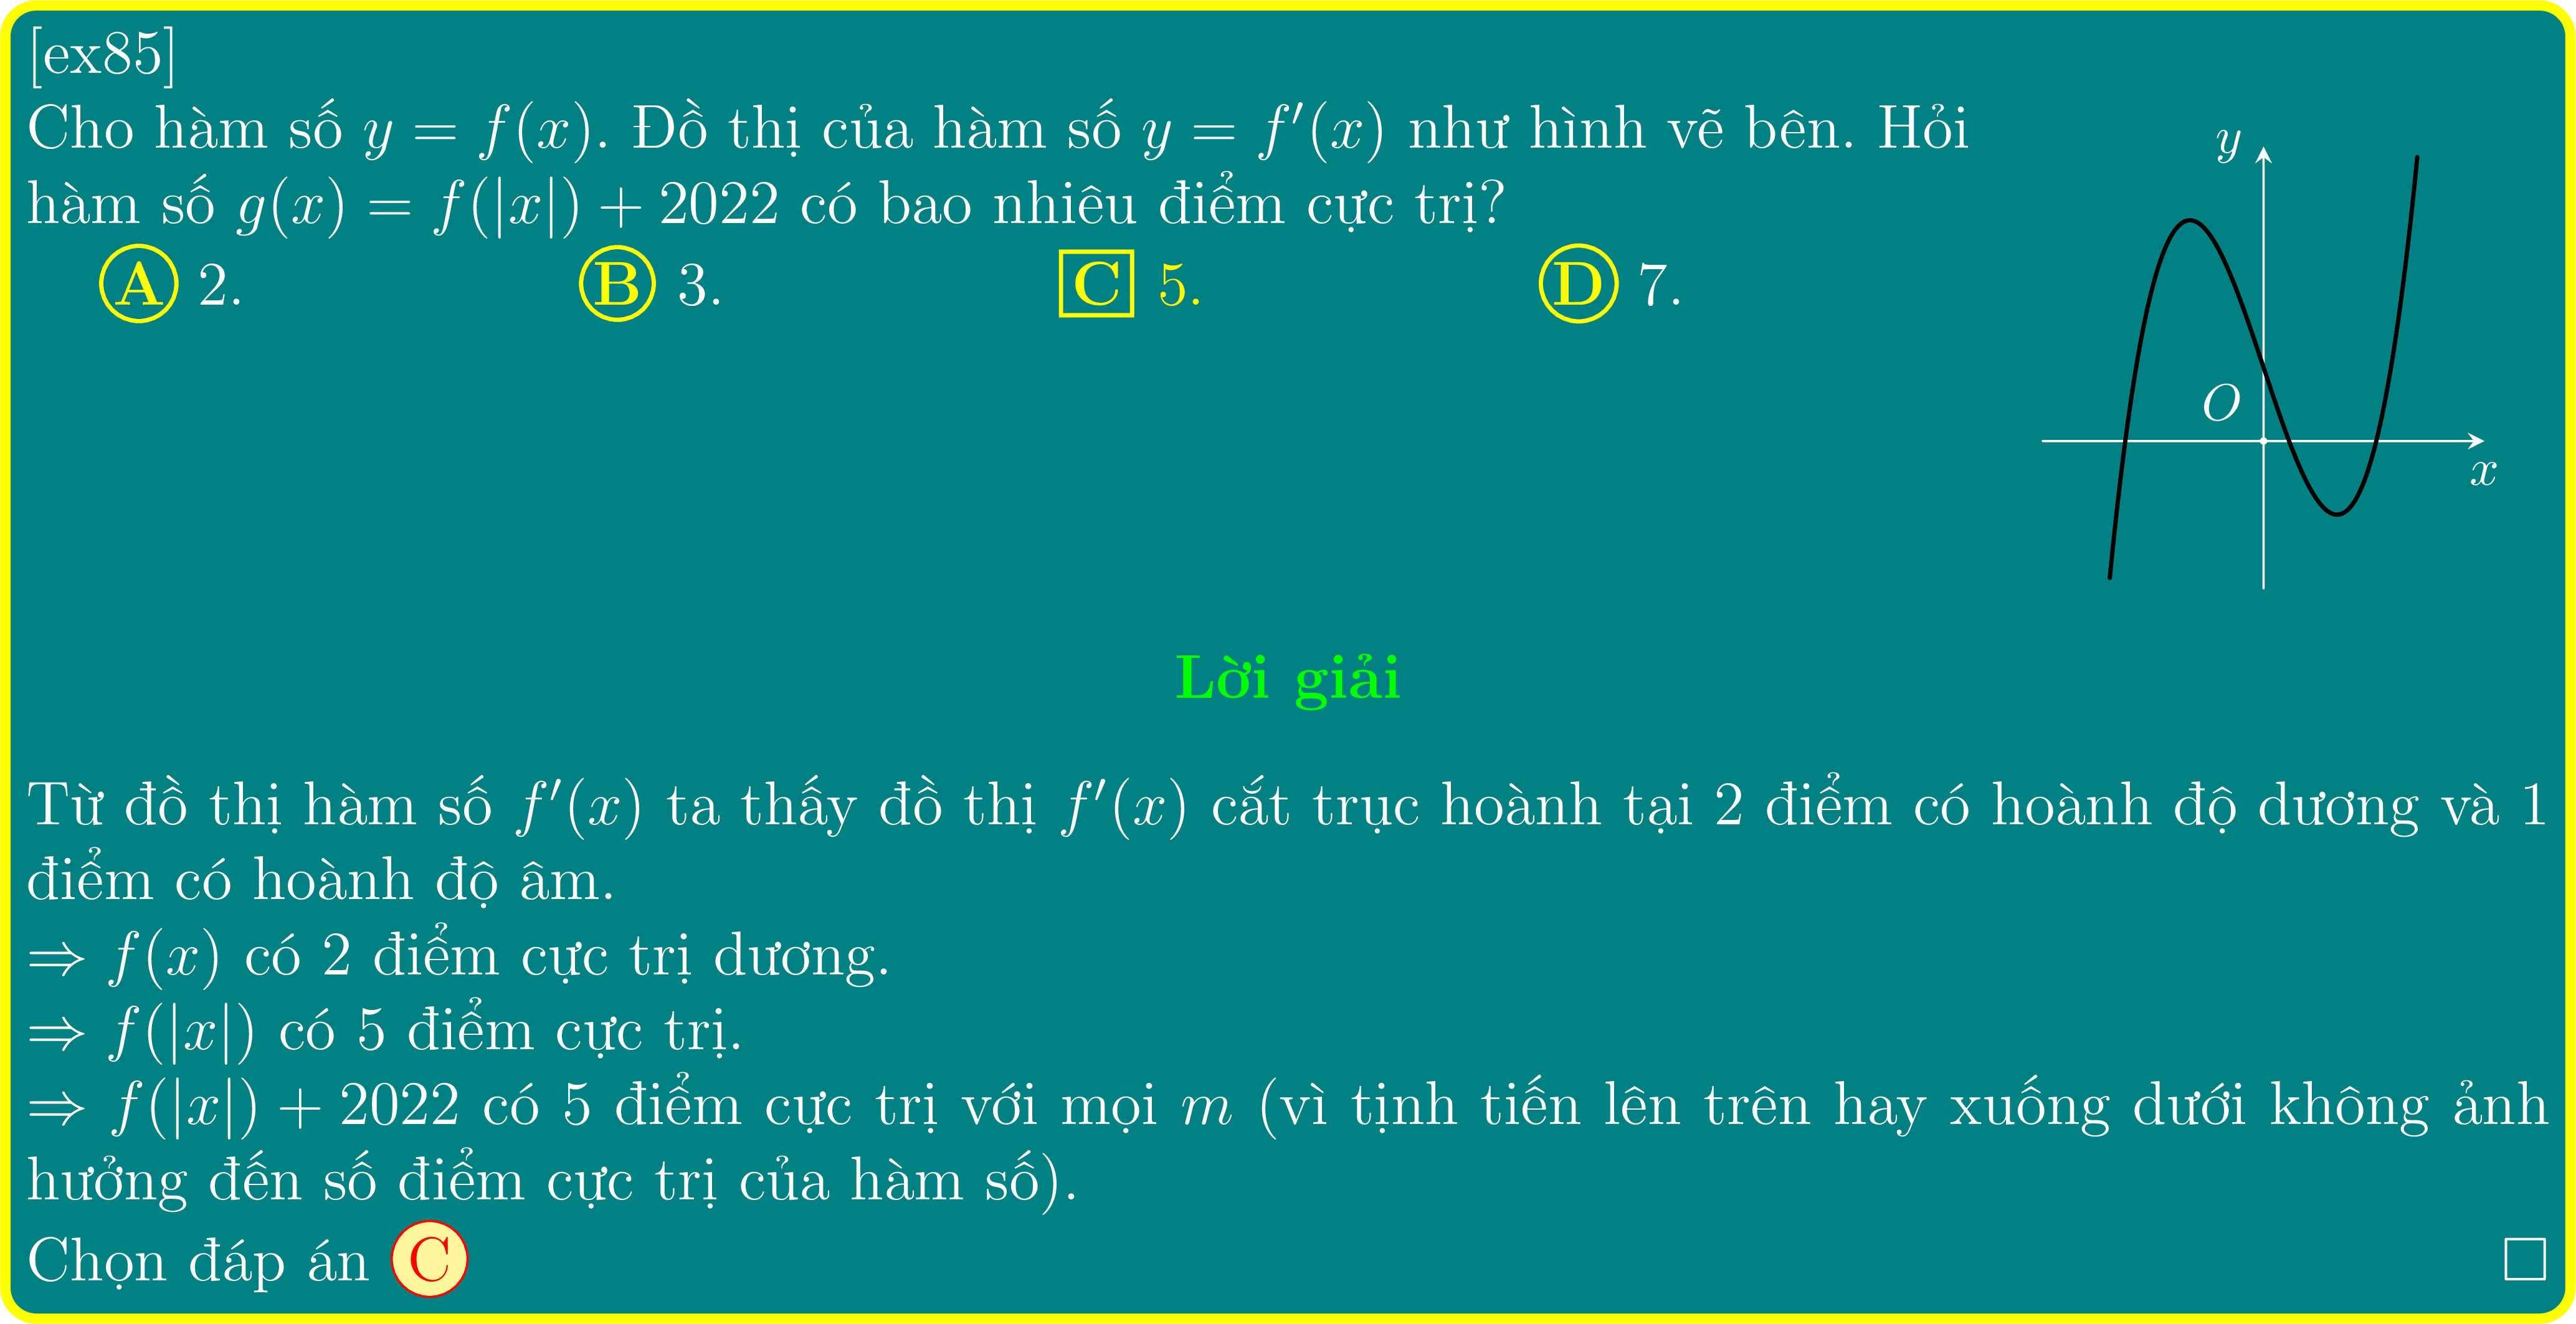 [ex85]
Cho hàm số y = f(x). Đồ thị của hàm số y = f′(x) như hình vẽ bên. Hỏi
hàm số g(x) = f(|x|) + 2022 có bao nhiêu điểm cực trị?
A 2. B 3. C 5. D 7.
y
O
x
Lời giải
Từ đồ thị hàm số f′(x) ta thấy đồ thị f′(x) cắt trục hoành tại 2 điểm có hoành độ dương và 1
điểm có hoành độ âm.
⇒ f(x) có 2 điểm cực trị dương.
⇒ f(|x|) có 5 điểm cực trị.
⇒ f(|x|) + 2022 có 5 điểm cực trị với mọi m (vì tịnh tiến lên trên hay xuống dưới không ảnh
hưởng đến số điểm cực trị của hàm số).
Chọn đáp án C □